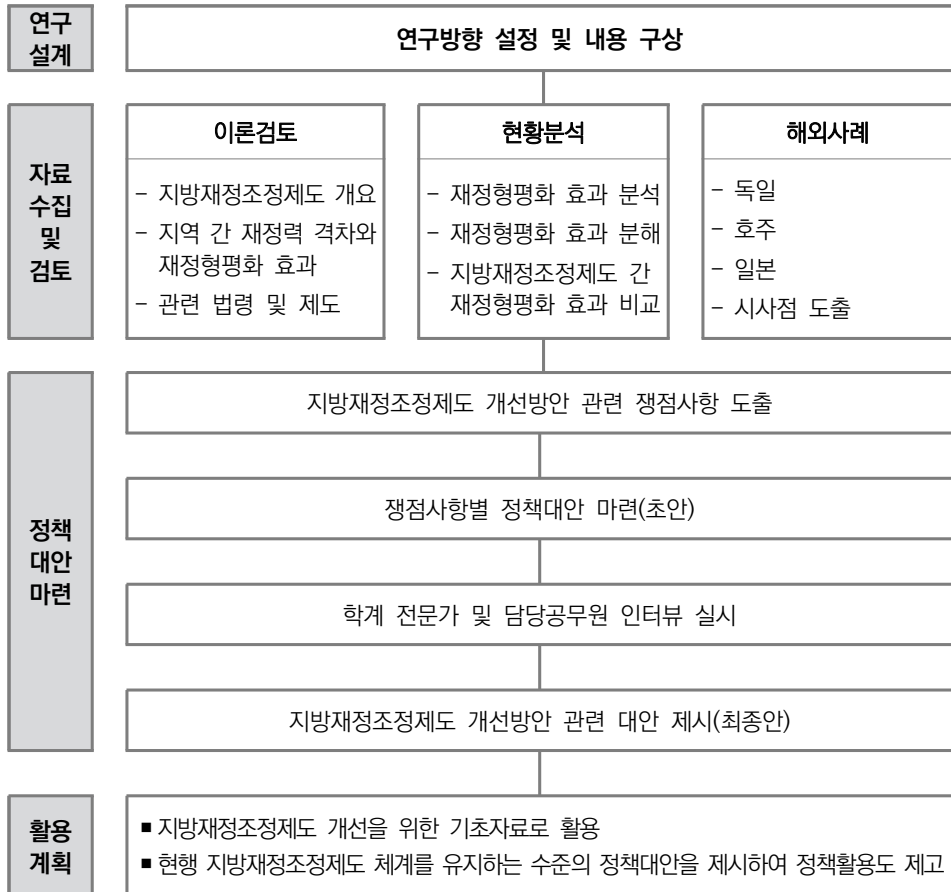 연구
설계
연구방향 설정 및 내용 구상
자료
수집
및
검토
이론검토
- 지방재정조정제도 개요
- 지역 간 재정력 격차와
재정형평화 효과
- 관련 법령 및 제도
현황분석
- 재정형평화 효과 분석
- 재정형평화 효과 분해
- 지방재정조정제도 간
재정형평화 효과 비교
해외사례
- 독일
- 호주
- 일본
- 시사점 도출
정책
대안
마련
지방재정조정제도 개선방안 관련 쟁점사항 도출
쟁점사항별 정책대안 마련(초안)
학계 전문가 및 담당공무원 인터뷰 실시
지방재정조정제도 개선방안 관련 대안 제시(최종안)
활용
계획
▪ 지방재정조정제도 개선을 위한 기초자료로 활용
▪ 현행 지방재정조정제도 체계를 유지하는 수준의 정책대안을 제시하여 정책활용도 제고